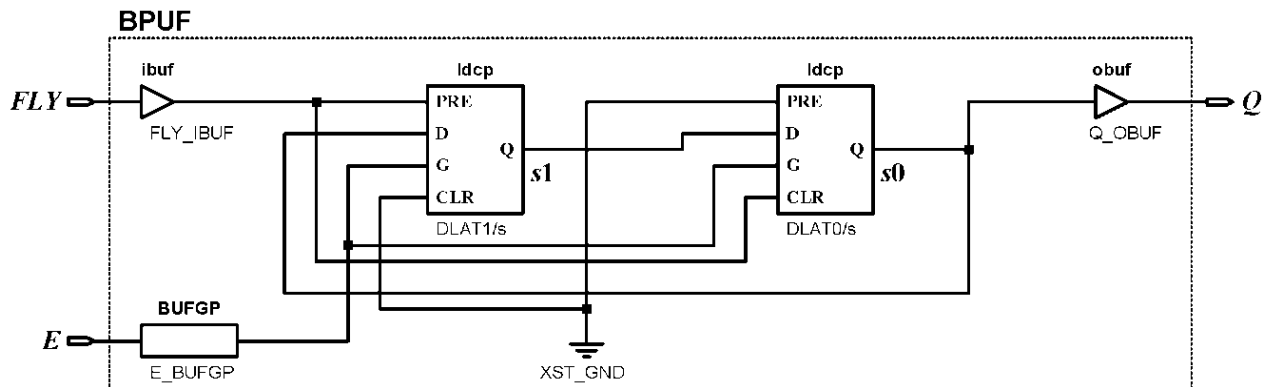 BPUF
ibuf
ldcp
ldcp
obuf
FLY
PRE
PRE
Q
FLY_IBUF
D
D
Q_OBUF
Q
Q
G
s1
G
s0
CLR
CLR
DLAT1/s
DLAT0/s
BUFGP
E
E_BUFGP
XST_GND